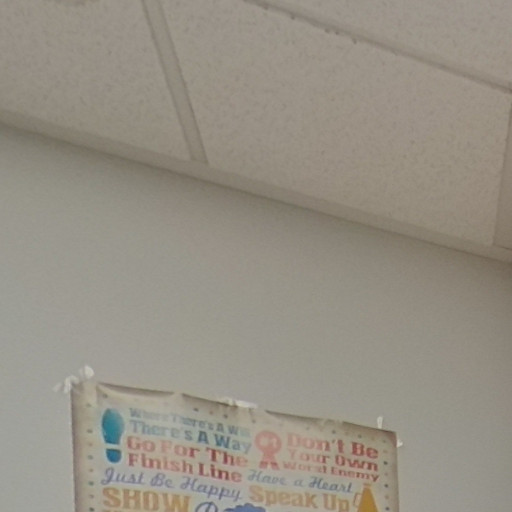 Where There's A Will
There's A Way
Go For The
Finish Line
#1
Don't Be
Your Own
Worst Enemy
Just Be Happy
Have a Heart
SHOW
Speak Up